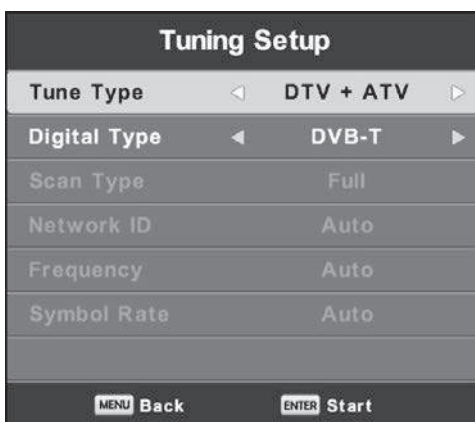 Tuning Setup
Tune Type DTV + ATV
Digital Type DVB-T
Scan Type Full
Network ID Auto
Frequency Auto
Symbol Rate Auto
MENU Back ENTER Start